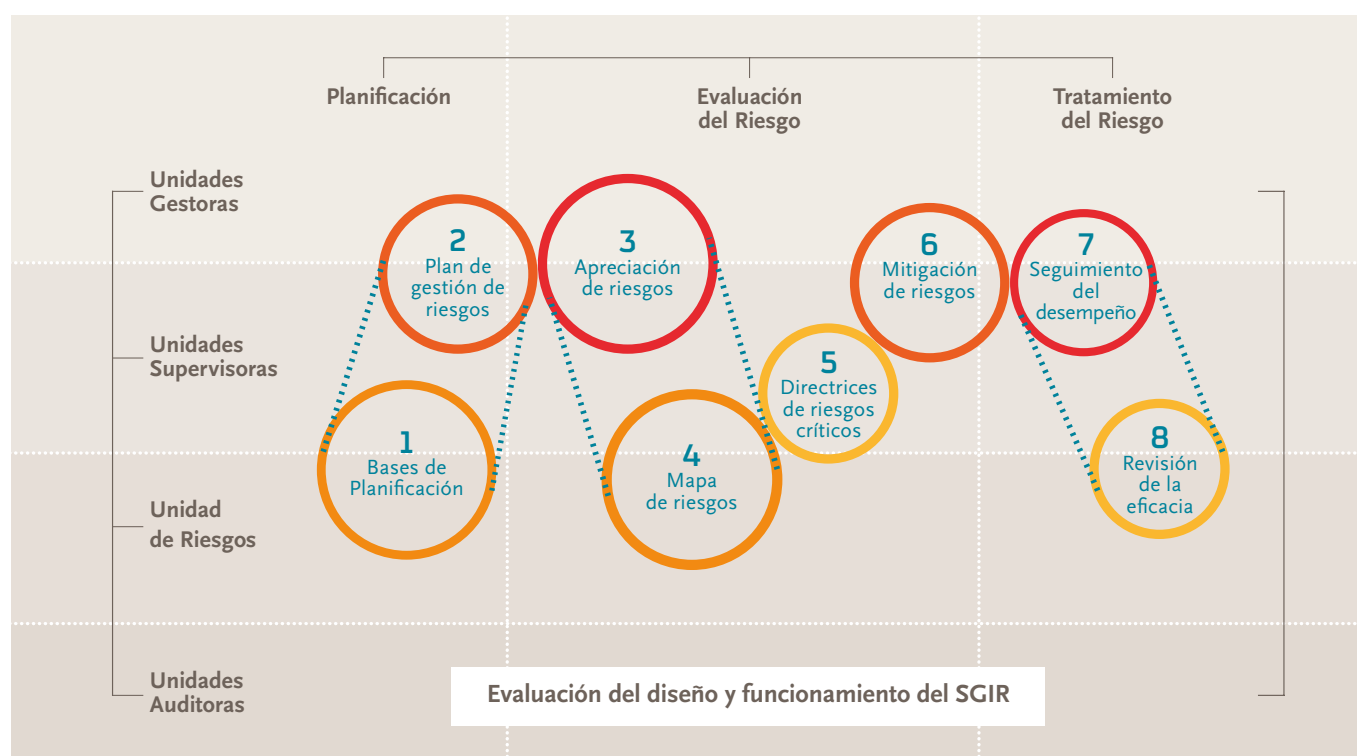 Planificación
Evaluación
del Riesgo
Tratamiento
del Riesgo
Unidades
Gestoras
Unidades
Supervisoras
Unidad
de Riesgos
Unidades
Auditoras
1
Bases de
Planificación
2
Plan de
gestión de
riesgos
3
Apreciación
de riesgos
4
Mapa
de riesgos
5
Directrices
de riesgos
críticos
6
Mitigación
de riesgos
7
Seguimiento
del
desempeño
8
Revisión
de la
eficacia
Evaluación del diseño y funcionamiento del SGIR